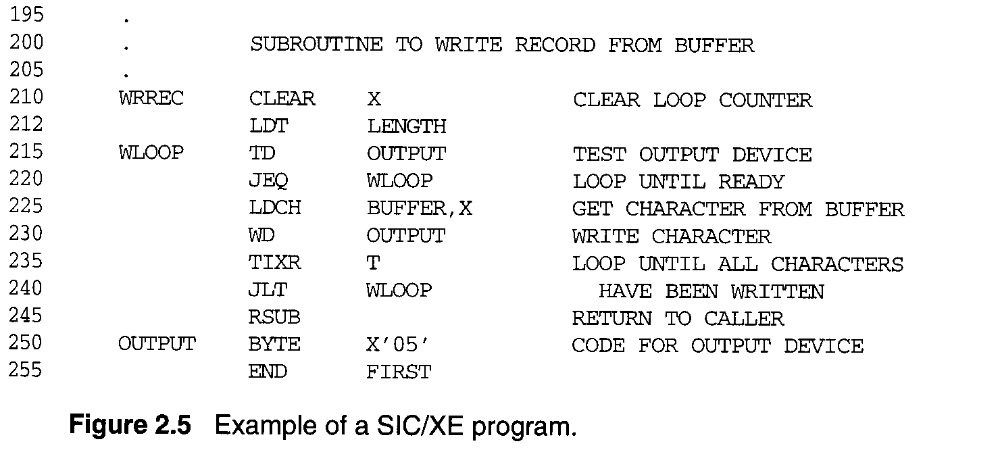 195 .
200 . SUBROUTINE TO WRITE RECORD FROM BUFFER
205 .
210 WRREC CLEAR X CLEAR LOOP COUNTER
212 LDT LENGTH
215 WLOOP TD OUTPUT TEST OUTPUT DEVICE
220 JEQ WLOOP LOOP UNTIL READY
225 LDCH BUFFER,X GET CHARACTER FROM BUFFER
230 WD OUTPUT WRITE CHARACTER
235 TIXR T LOOP UNTIL ALL CHARACTERS
240 JLT WLOOP HAVE BEEN WRITTEN
245 RSUB RETURN TO CALLER
250 OUTPUT BYTE X'05' CODE FOR OUTPUT DEVICE
255 END FIRST
Figure 2.5 Example of a SIC/XE program.